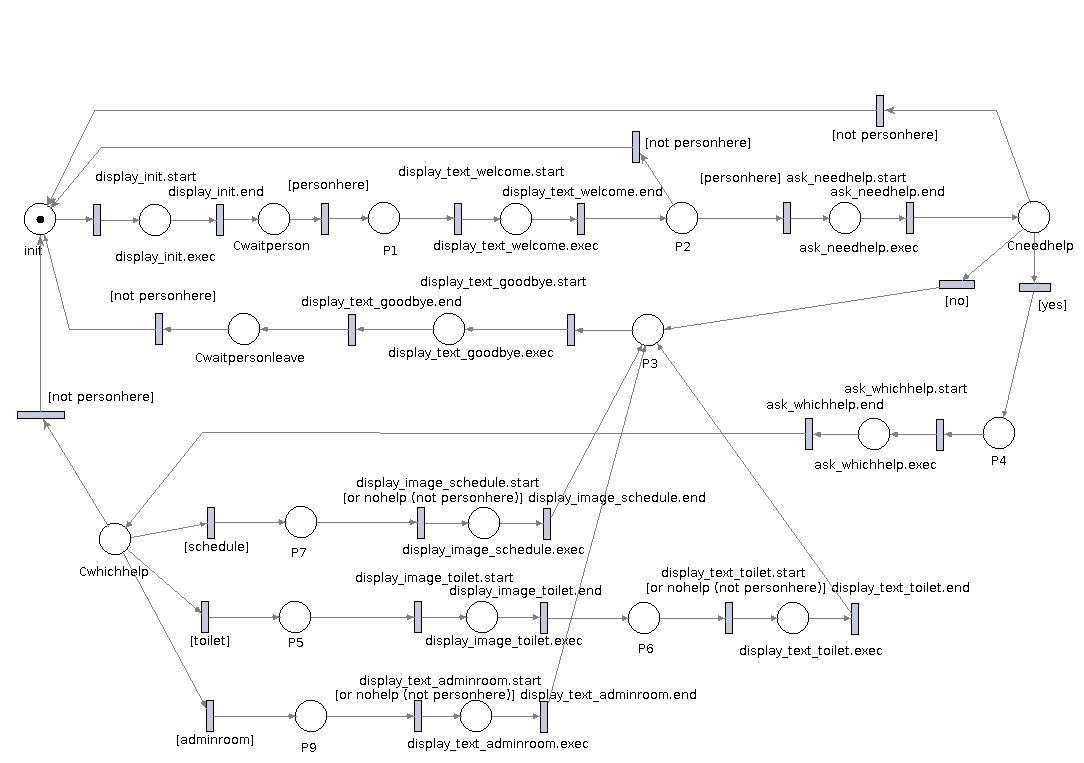 [not personhere]
[not personhere]
display_text_welcome.start
display_init.start
[personhere]
[personhere] ask_needhelp.start
display_init.end
display_text_welcome.end
ask_needhelp.end
init
display_init.exec
Cwaitperson
P1
display_text_welcome.exec
P2
ask_needhelp.exec
Cneedhelp
display_text_goodbye.start
[not personhere]
display_text_goodbye.end
[no]
[yes]
Cwaitpersonleave
display_text_goodbye.exec
P3
[not personhere]
ask_whichhelp.start
ask_whichhelp.end
ask_whichhelp.exec
P4
display_image_schedule.start
[or nohelp (not personhere)] display_image_schedule.end
[schedule]
P7
display_image_schedule.exec
Cwhichhelp
display_image_toilet.start
display_image_toilet.end
display_text_toilet.start
[or nohelp (not personhere)] display_text_toilet.end
[toilet]
P5
display_image_toilet.exec
P6
display_text_toilet.exec
display_text_adminroom.start
[or nohelp (not personhere)] display_text_adminroom.end
[adminroom]
P9
display_text_adminroom.exec